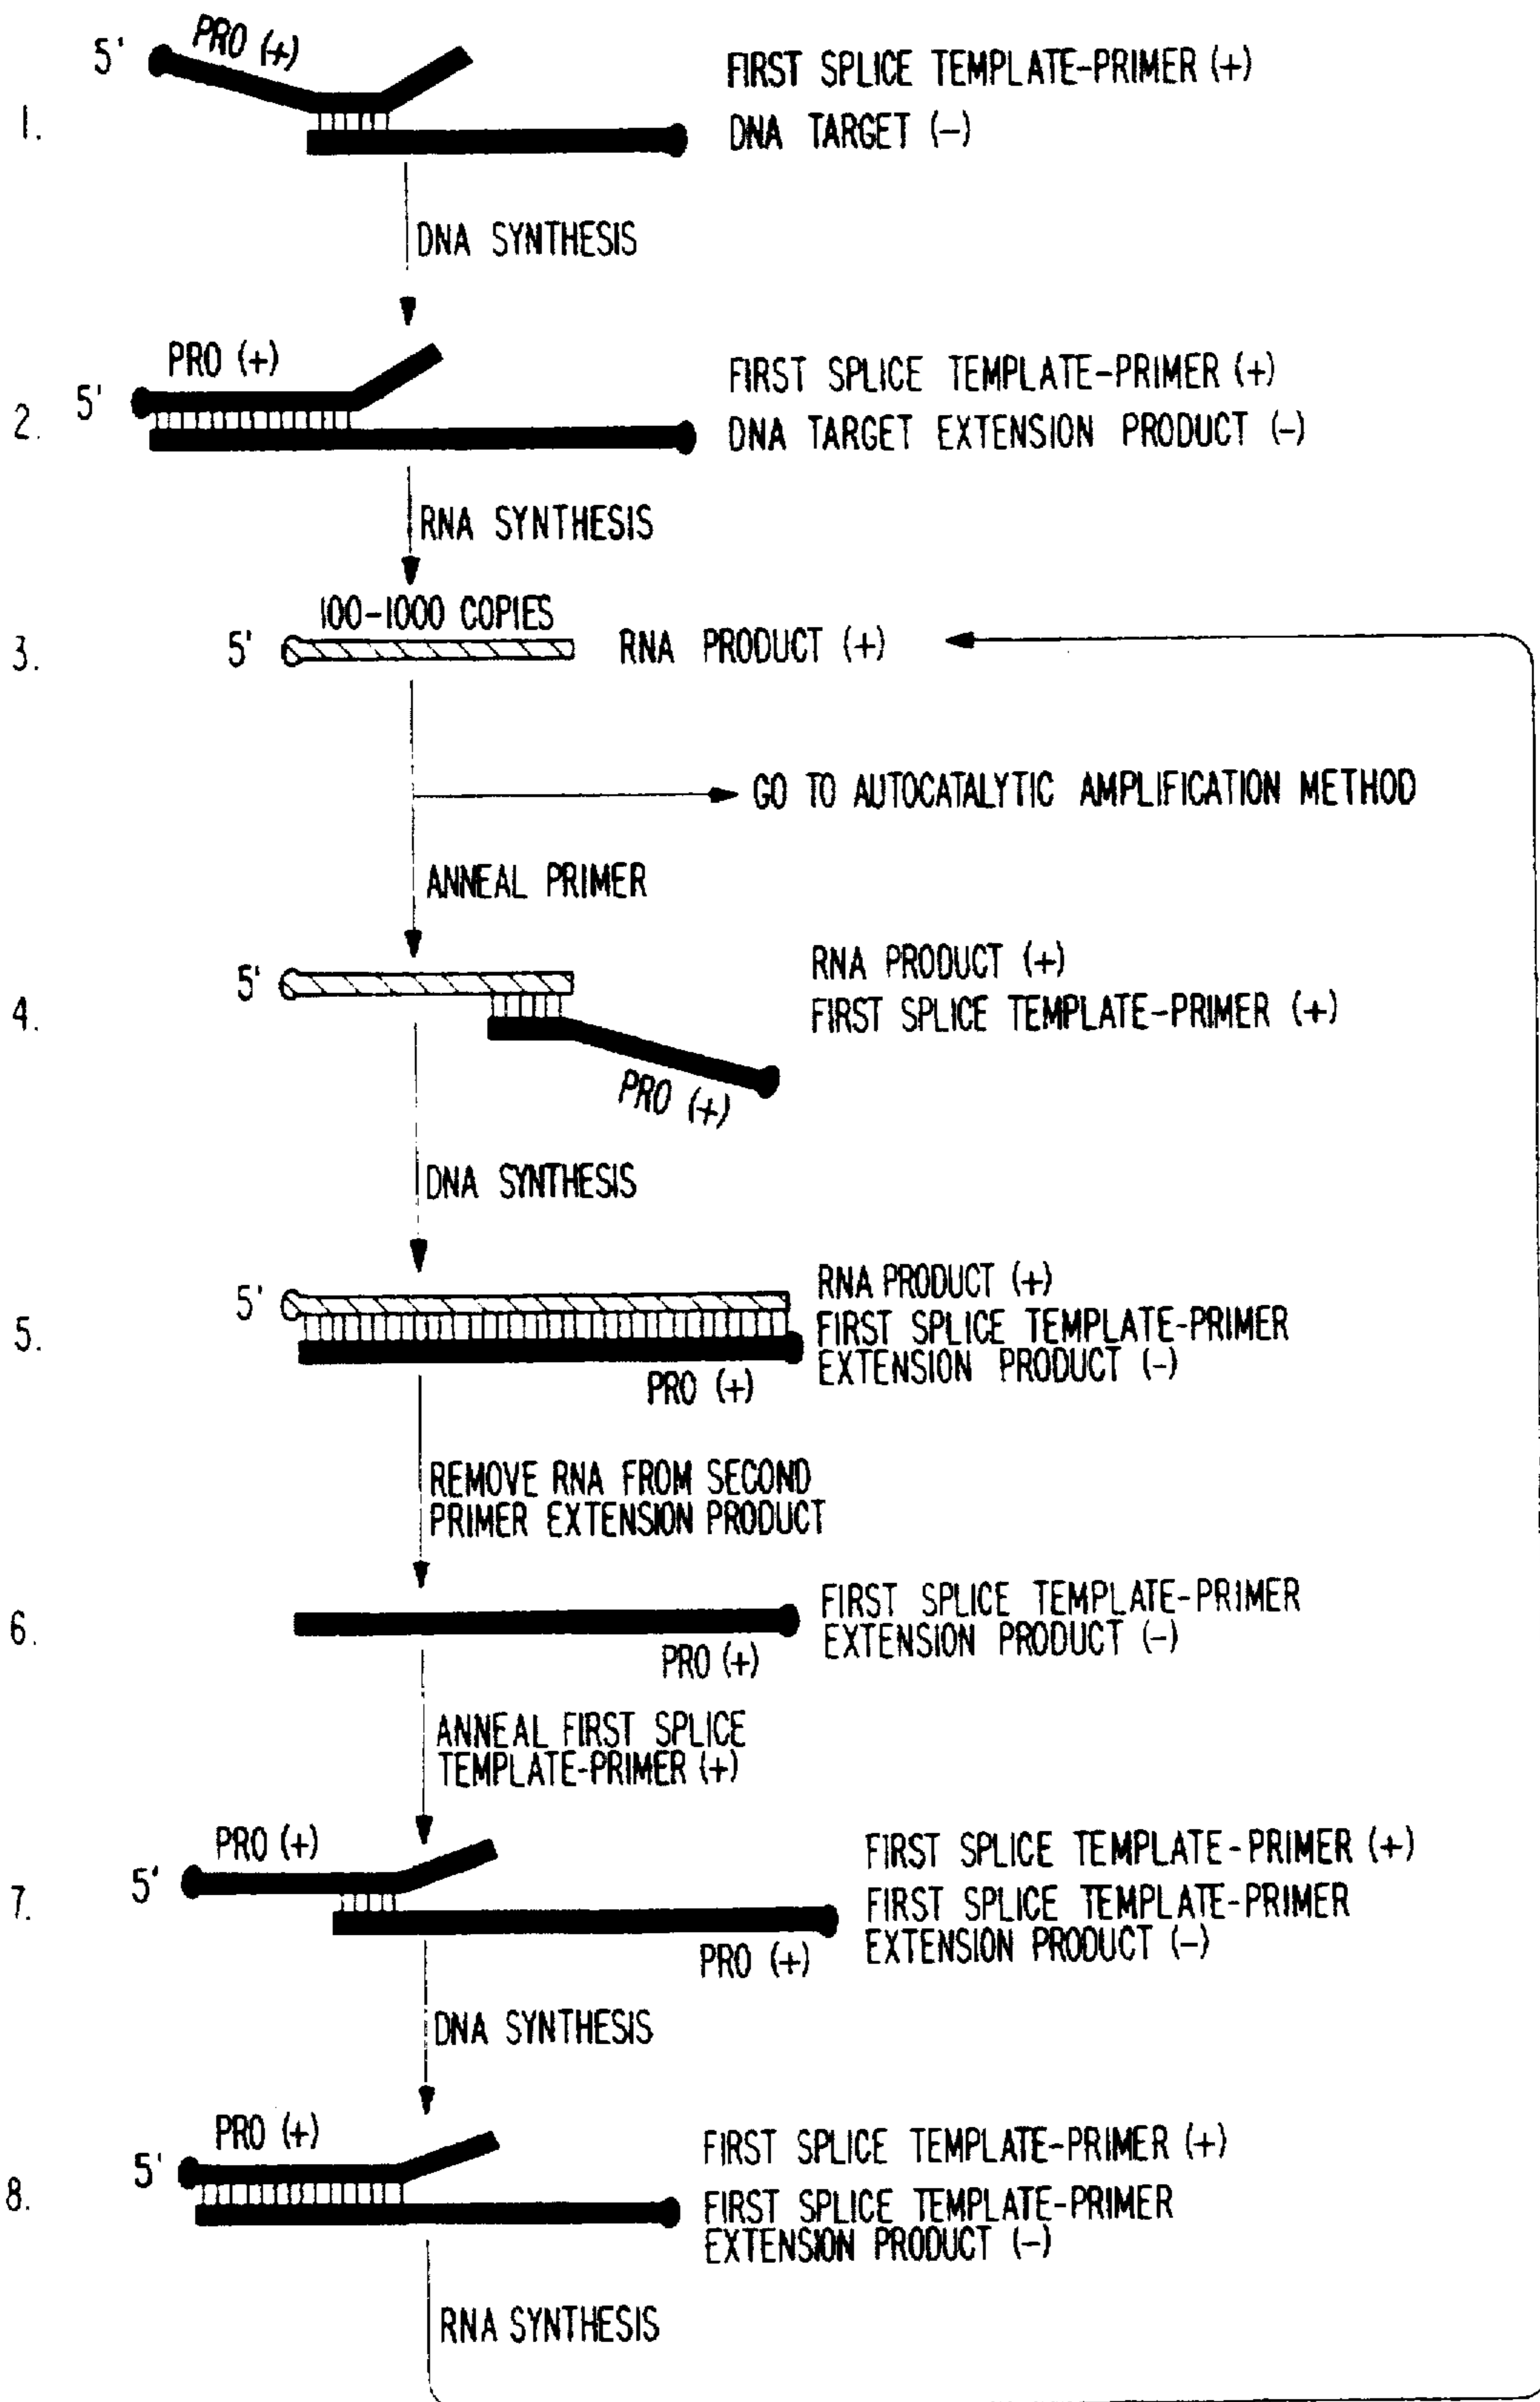 5' PRO (+)
FIRST SPLICE TEMPLATE-PRIMER (+)
1.
DNA TARGET (-)
DNA SYNTHESIS
PRO (+)
FIRST SPLICE TEMPLATE-PRIMER (+)
2. 5'
DNA TARGET EXTENSION PRODUCT (-)
RNA SYNTHESIS
100-1000 COPIES
3. 5' RNA PRODUCT (+)
GO TO AUTOCATALYTIC AMPLIFICATION METHOD
ANNEAL PRIMER
5' RNA PRODUCT (+)
4. FIRST SPLICE TEMPLATE-PRIMER (+)
PRO (+)
DNA SYNTHESIS
5' RNA PRODUCT (+)
5. FIRST SPLICE TEMPLATE-PRIMER
EXTENSION PRODUCT (-)
PRO (+)
REMOVE RNA FROM SECOND
PRIMER EXTENSION PRODUCT
6. FIRST SPLICE TEMPLATE-PRIMER
EXTENSION PRODUCT (-)
PRO (+)
ANNEAL FIRST SPLICE
TEMPLATE-PRIMER (+)
PRO (+)
FIRST SPLICE TEMPLATE-PRIMER (+)
5'
7. FIRST SPLICE TEMPLATE-PRIMER
EXTENSION PRODUCT (-)
PRO (+)
DNA SYNTHESIS
PRO (+)
FIRST SPLICE TEMPLATE-PRIMER (+)
5'
8. FIRST SPLICE TEMPLATE-PRIMER
EXTENSION PRODUCT (-)
RNA SYNTHESIS